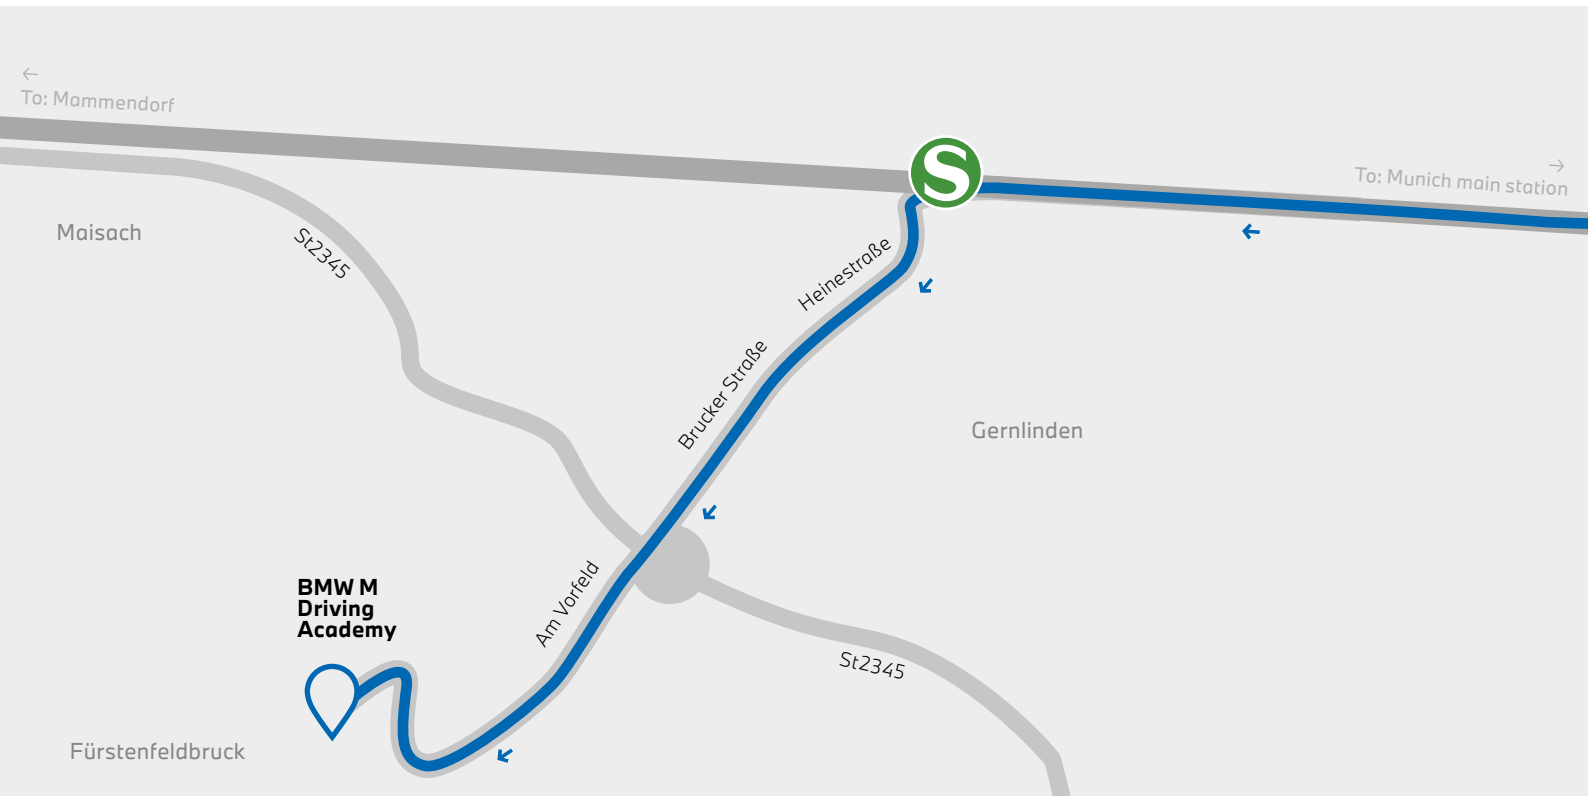 ←
To: Mammendorf
→
To: Munich main station
S
Maisach
St2345
Heinestraße
Brucker Straße
Gernlinden
Am Vorfeld
BMW M
Driving
Academy
St2345
Fürstenfeldbruck